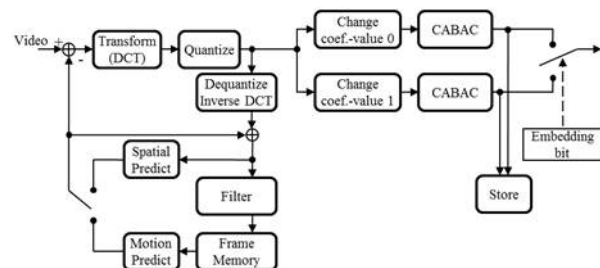 Video
+
-
Transform
(DCT)
Quantize
Change
coef.-value 0
CABAC
Change
coef.-value 1
CABAC
Dequantize
Inverse DCT
Spatial
Predict
Filter
Motion
Predict
Frame
Memory
Embedding
bit
Store